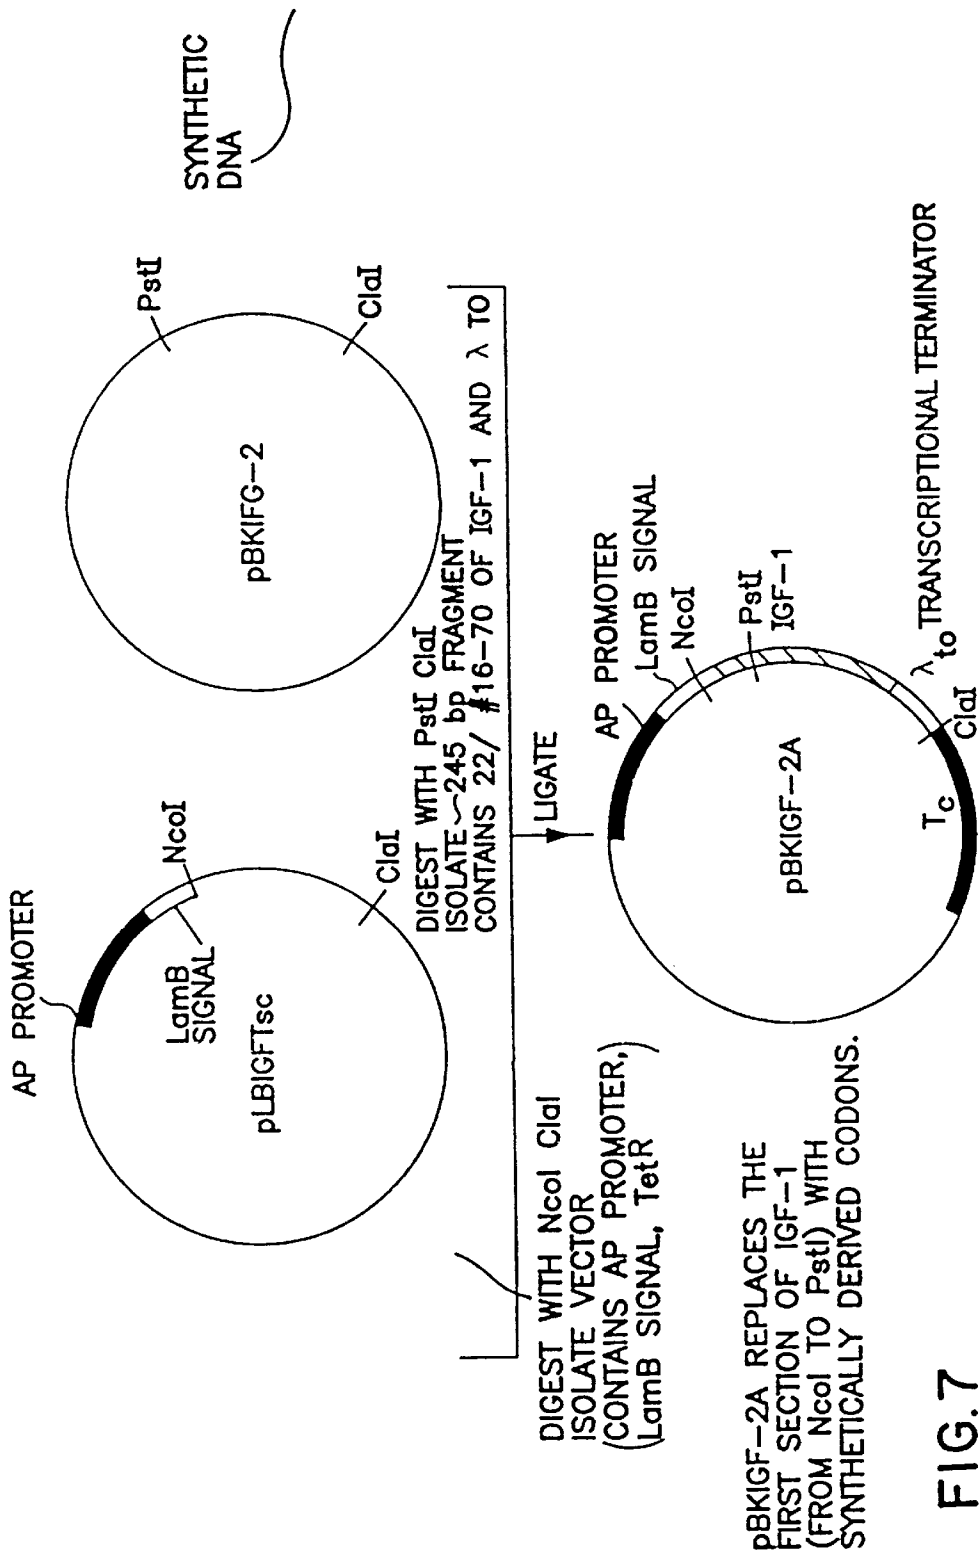 AP PROMOTER
LamB
SIGNAL
NcoI
pLBIGFTsc
ClaI
PstI
pBKIFG-2
ClaI
SYNTHETIC
DNA
DIGEST WITH NcoI ClaI
ISOLATE VECTOR
(CONTAINS AP PROMOTER,
LamB SIGNAL, TetR)
DIGEST WITH PstI ClaI
ISOLATE ~245 bp FRAGMENT
CONTAINS 22/ #16-70 OF IGF-1 AND λ TO
LIGATE
AP PROMOTER
LamB SIGNAL
NcoI
PstI
IGF-1
pBKIGF-2A
λ to TRANSCRIPTIONAL TERMINATOR
ClaI
Tc
pBKIGF-2A REPLACES THE
FIRST SECTION OF IGF-1
(FROM NcoI TO PstI) WITH
SYNTHETICALLY DERIVED CODONS.
FIG.7